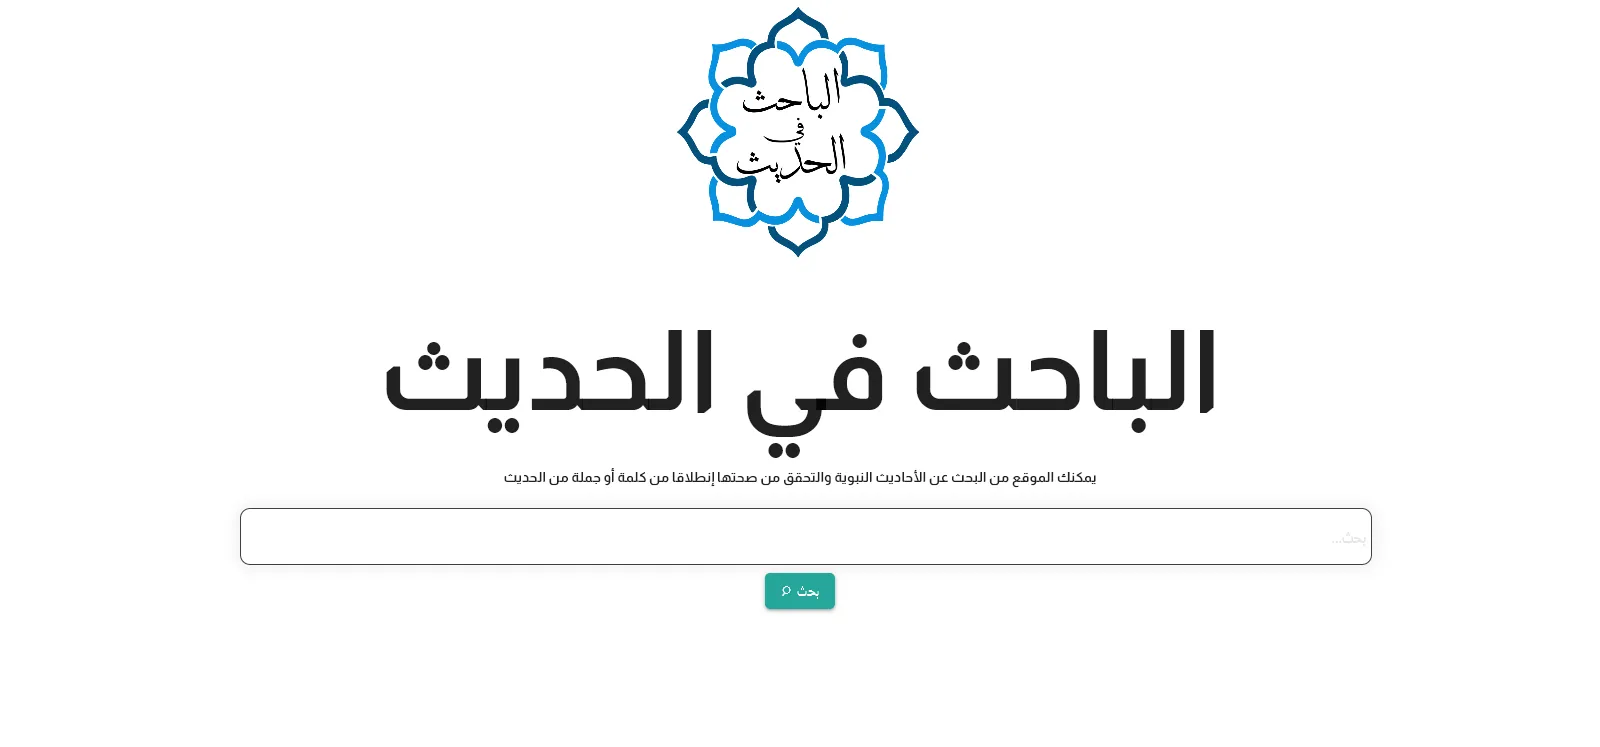 الباحث
في
الحديث
الباحث في الحديث
يمكنك الموقع من البحث عن الأحاديث النبوية والتحقق من صحتها إنطلاقا من كلمة أو جملة من الحديث
بحث...
بحث